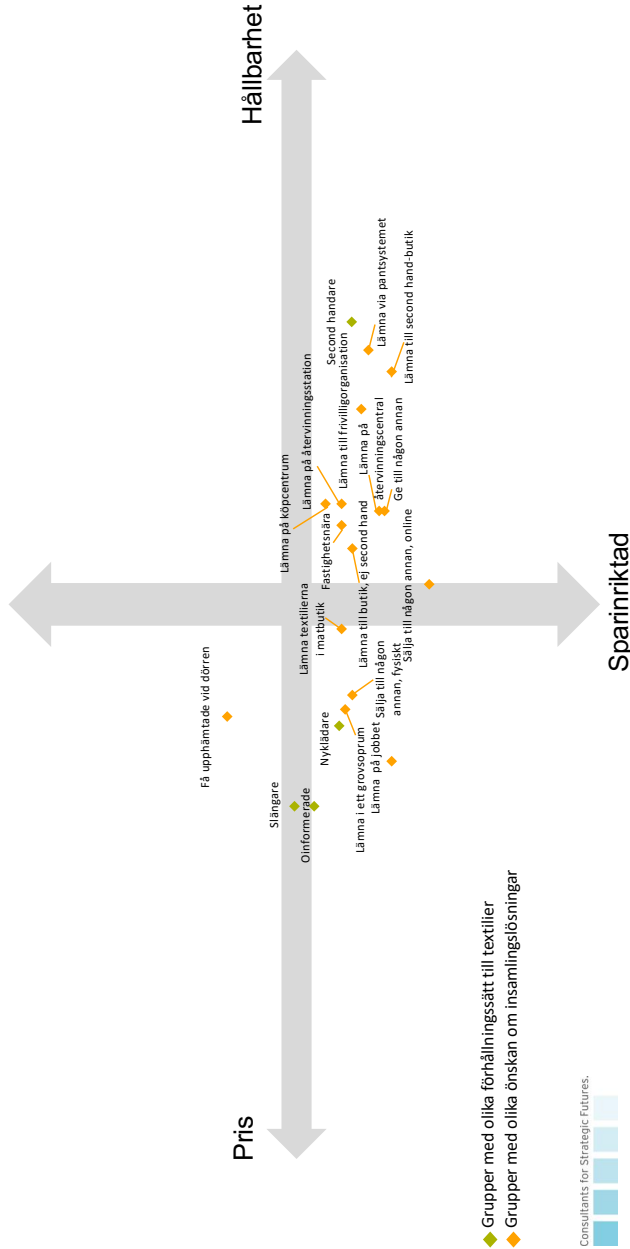 Hållbarhet
Pris
Sparinriktad
Få upphämtade vid dörren
Slängare
Oinformerade
Nyklädare
Lämna i ett grovsoprum
Lämna på jobbet
Sälja till någon
annan, fysiskt
Lämna textilierna
i matbutik
Sälja till någon annan, online
Lämna till butik, ej second hand
Fastighetsnära
Lämna på köpcentrum
Lämna på återvinningsstation
Lämna till frivilligorganisation
Lämna på
återvinningscentral
Ge till någon annan
Second handare
Lämna via pantsystemet
Lämna till second hand-butik
Grupper med olika förhållningssätt till textilier
Grupper med olika önskan om insamlingslösningar
Consultants for Strategic Futures.